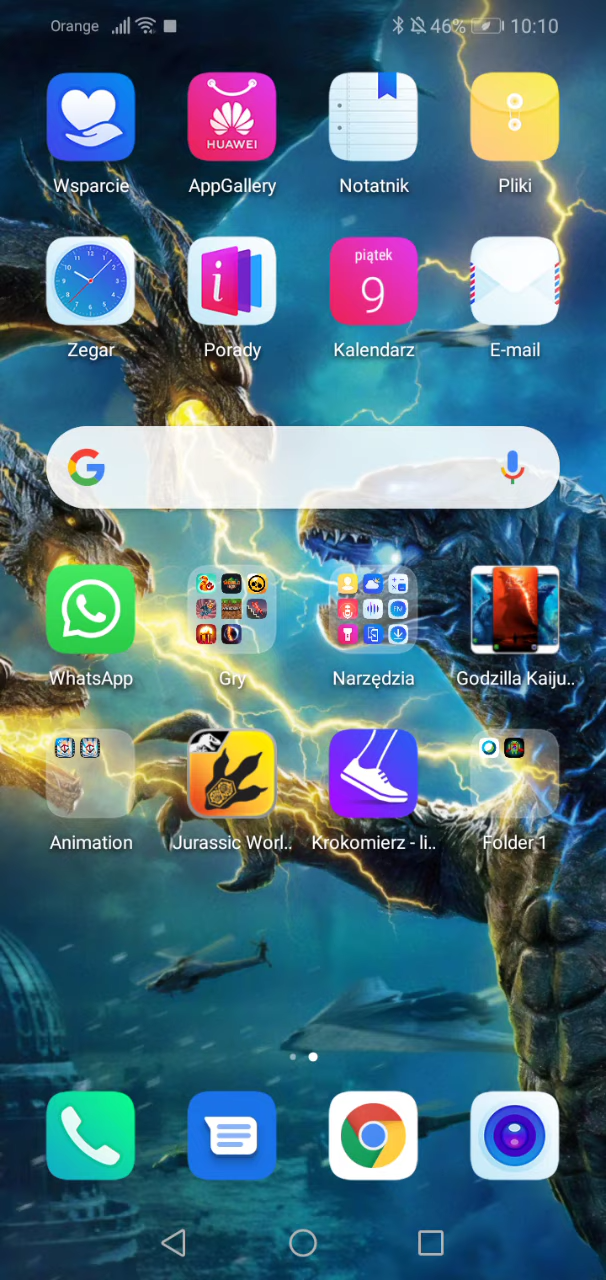 Orange 46% 10:10
HUAWEI
Wsparcie AppGallery Notatnik Pliki
piątek
9
Zegar Porady Kalendarz E-mail
WhatsApp Gry Narzędzia Godzilla Kaiju..
Animation Jurassic Worl.. Krokomierz - li.. Folder 1